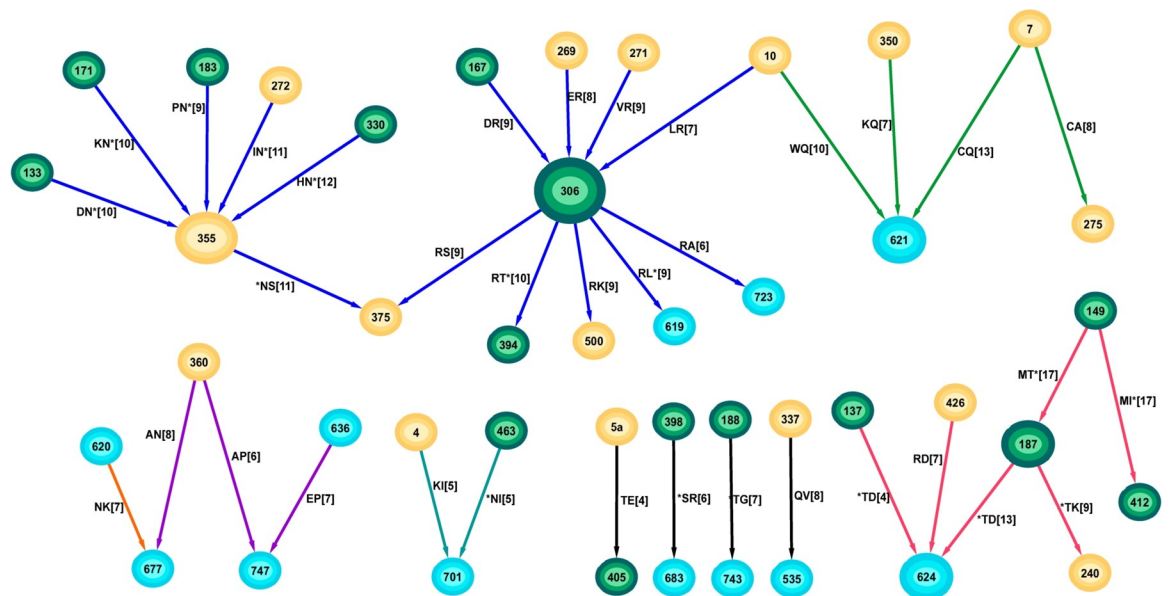 7
350
10
269
271
167
183
171
272
330
133
355
306
621
275
375
394
500
619
723
PN*[9]
KN*[10]
IN*[11]
HN*[12]
DN*[10]
*NS[11]
ER[8]
VR[9]
DR[9]
LR[7]
RS[9]
RT*[10]
RK[9]
RL*[9]
RA[6]
WQ[10]
KQ[7]
CQ[13]
CA[8]
360
620
636
AN[8]
AP[6]
NK[7]
EP[7]
677
747
4
463
KI[5]
*NI[5]
701
5a
398
188
337
TE[4]
*SR[6]
*TG[7]
QV[8]
405
683
743
535
149
137
426
MT*[17]
MI*[17]
187
RD[7]
*TD[4]
*TD[13]
*TK[9]
412
624
240